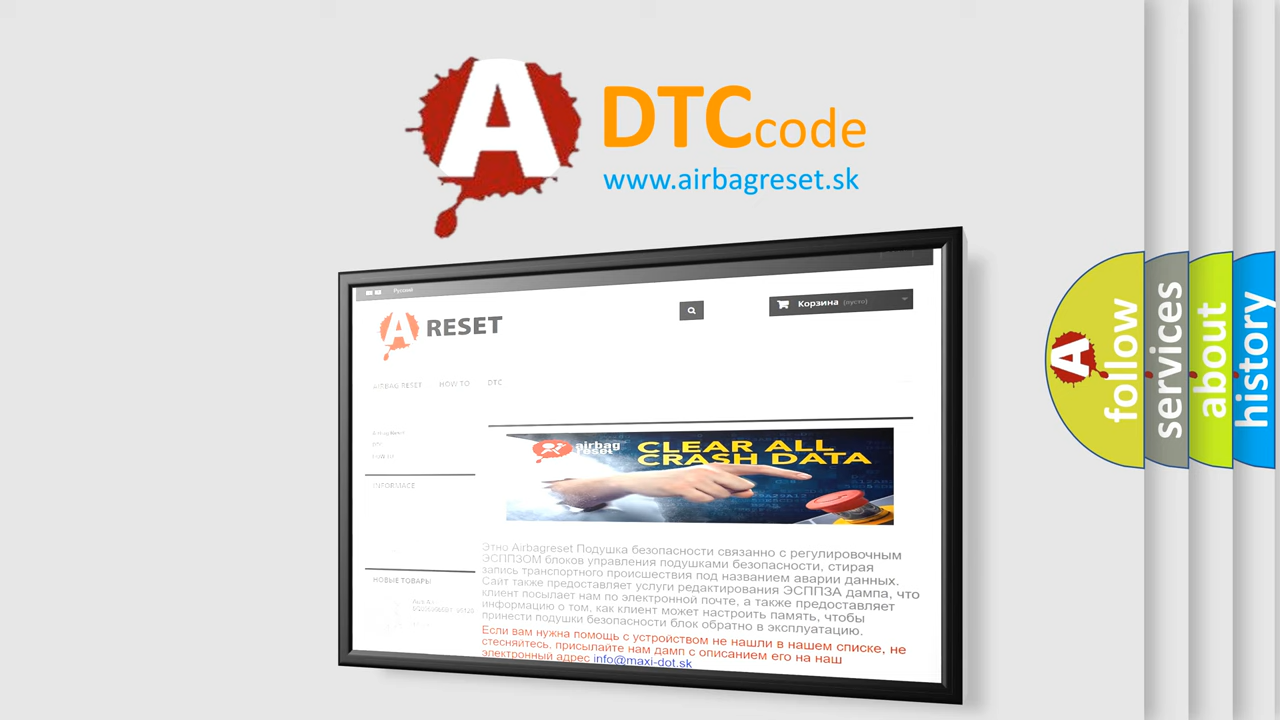 A DTCcode
www.airbagreset.sk
Русский
A RESET
Корзина (пусто)
AIRBAG RESET HOW TO DTC
Airbag Reset
DTC
INFORMACE
airbag reset
CLEAR ALL
CRASH DATA
Этно Airbagreset Подушка безопасности связанно с регулировочным
ЭСППЗОМ блоков управления подушками безопасности, стирая
запись транспортного происшествия под названием аварии данных.
Сайт также предоставляет услуги редактирования ЭСППЗА дампа, что
клиент посылает нам по электронной почте, а также предоставляет
информацию о том, как клиент может настроить память, чтобы
принести подушки безопасности блок обратно в эксплуатацию.
Если вам нужна помощь с устройством не нашли в нашем списке, не
стесняйтесь, присылайте нам дамп с описанием его на наш
электронный адрес info@maxi-dot.sk
НОВЫЕ ТОВАРЫ
A follow
services
about
history